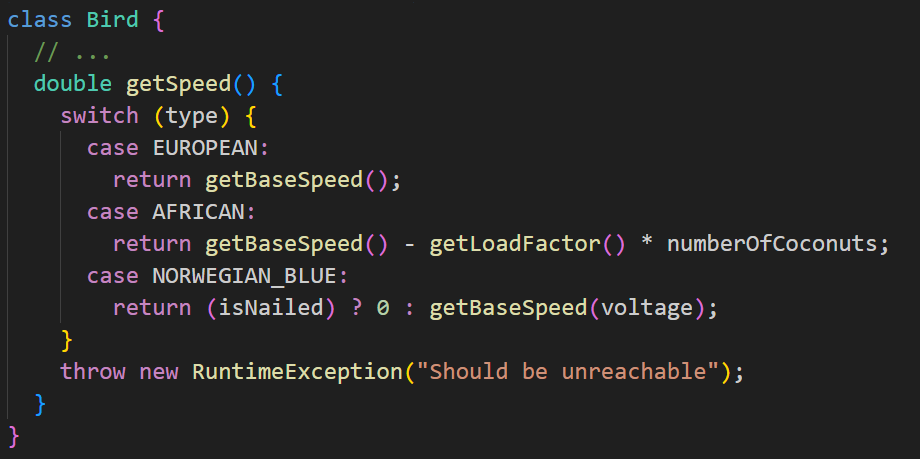 class Bird {
  // ...
  double getSpeed() {
    switch (type) {
      case EUROPEAN:
        return getBaseSpeed();
      case AFRICAN:
        return getBaseSpeed() - getLoadFactor() * numberOfCoconuts;
      case NORWEGIAN_BLUE:
        return (isNailed) ? 0 : getBaseSpeed(voltage);
    }
    throw new RuntimeException("Should be unreachable");
  }
}